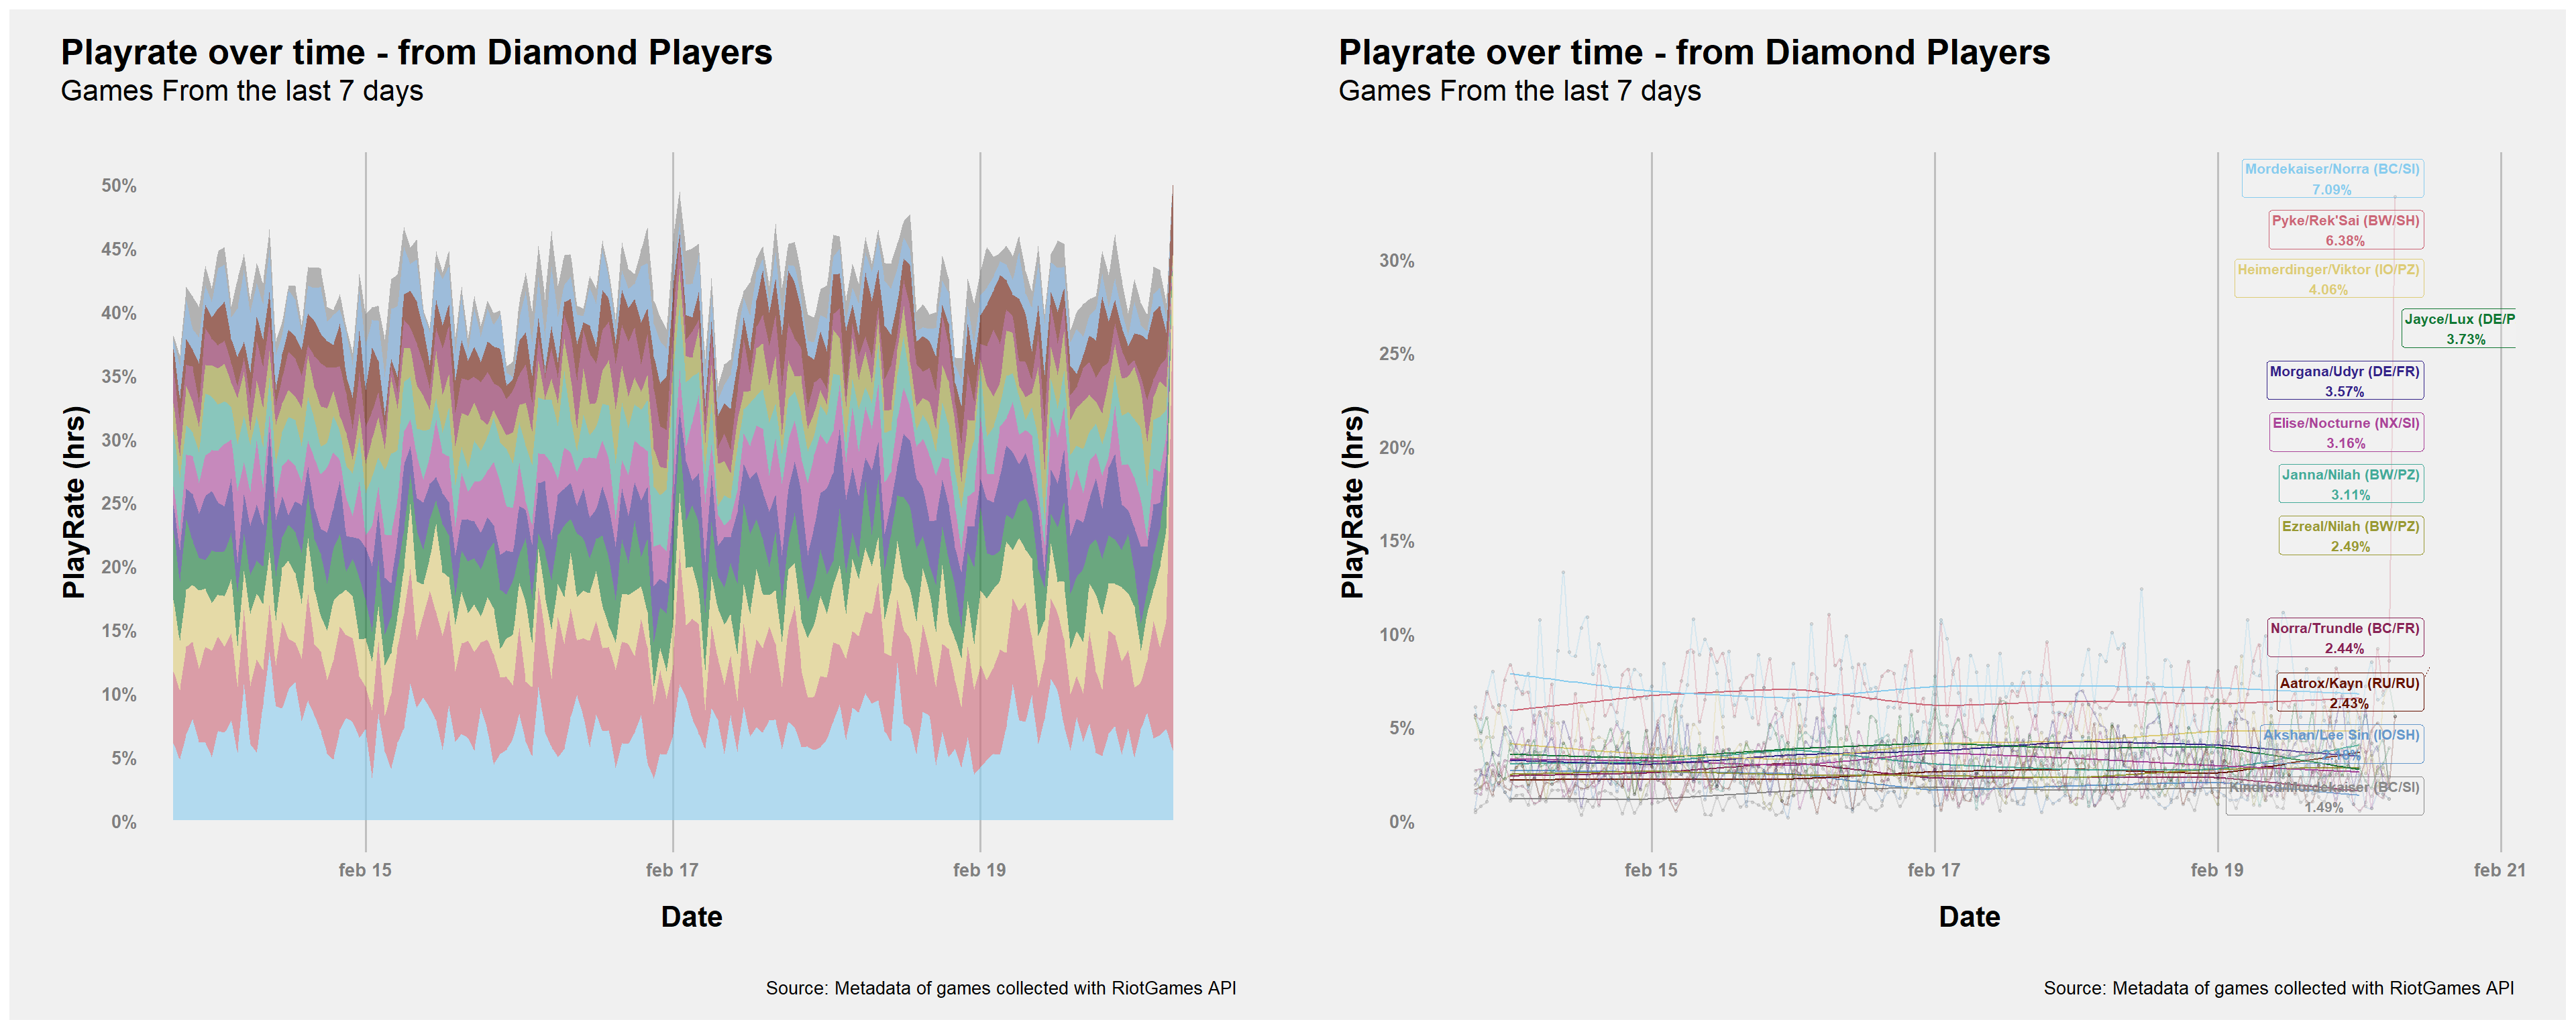 Playrate over time - from Diamond Players
Games From the last 7 days
PlayRate (hrs)
50%
45%
40%
35%
30%
25%
20%
15%
10%
5%
0%
feb 15
feb 17
feb 19
Date
Source: Metadata of games collected with RiotGames API
Playrate over time - from Diamond Players
Games From the last 7 days
PlayRate (hrs)
30%
25%
20%
15%
10%
5%
0%
Mordekaiser/Norra (BC/SI)
7.09%
Pyke/Rek'Sai (BW/SH)
6.38%
Heimerdinger/Viktor (IO/PZ)
4.06%
Jayce/Lux (DE/P
3.73%
Morgana/Udyr (DE/FR)
3.57%
Elise/Nocturne (NX/SI)
3.16%
Janna/Nilah (BW/PZ)
3.11%
Ezreal/Nilah (BW/PZ)
2.49%
Norra/Trundle (BC/FR)
2.44%
Aatrox/Kayn (RU/RU)
2.43%
Akshan/Lee Sin (IO/SH)
Kindred/Mordekaiser (BC/SI)
1.49%
feb 15
feb 17
feb 19
feb 21
Date
Source: Metadata of games collected with RiotGames API